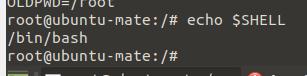 OLDPWD=/root
root@ubuntu-mate:/# echo $SHELL
/bin/bash
root@ubuntu-mate:/#